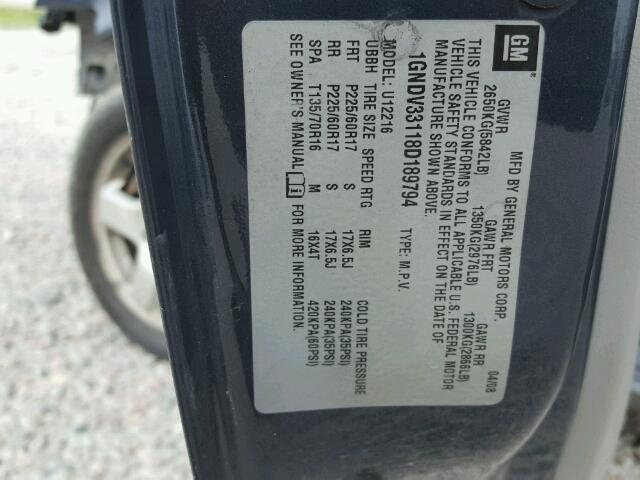 GM
MFD BY GENERAL MOTORS CORP. 04/08
GVWR GAWR FRT GAWR RR
2650KG(5842LB) 1350KG(2976LB) 1300KG(2866LB)
THIS VEHICLE CONFORMS TO ALL APPLICABLE U.S. FEDERAL MOTOR
VEHICLE SAFETY STANDARDS IN EFFECT ON THE DATE OF
MANUFACTURE SHOWN ABOVE.
1GNDV33118D189794 TYPE: M.P.V.
MODEL: U12216
UBBH TIRE SIZE SPEED RTG RIM COLD TIRE PRESSURE
FRT P225/60R17 S 17X6.5J 240KPA(35PSI)
RR P225/60R17 S 17X6.5J 240KPA(35PSI)
SPA T135/70R16 M 16X4T 420KPA(60PSI)
SEE OWNER'S MANUAL FOR MORE INFORMATION.